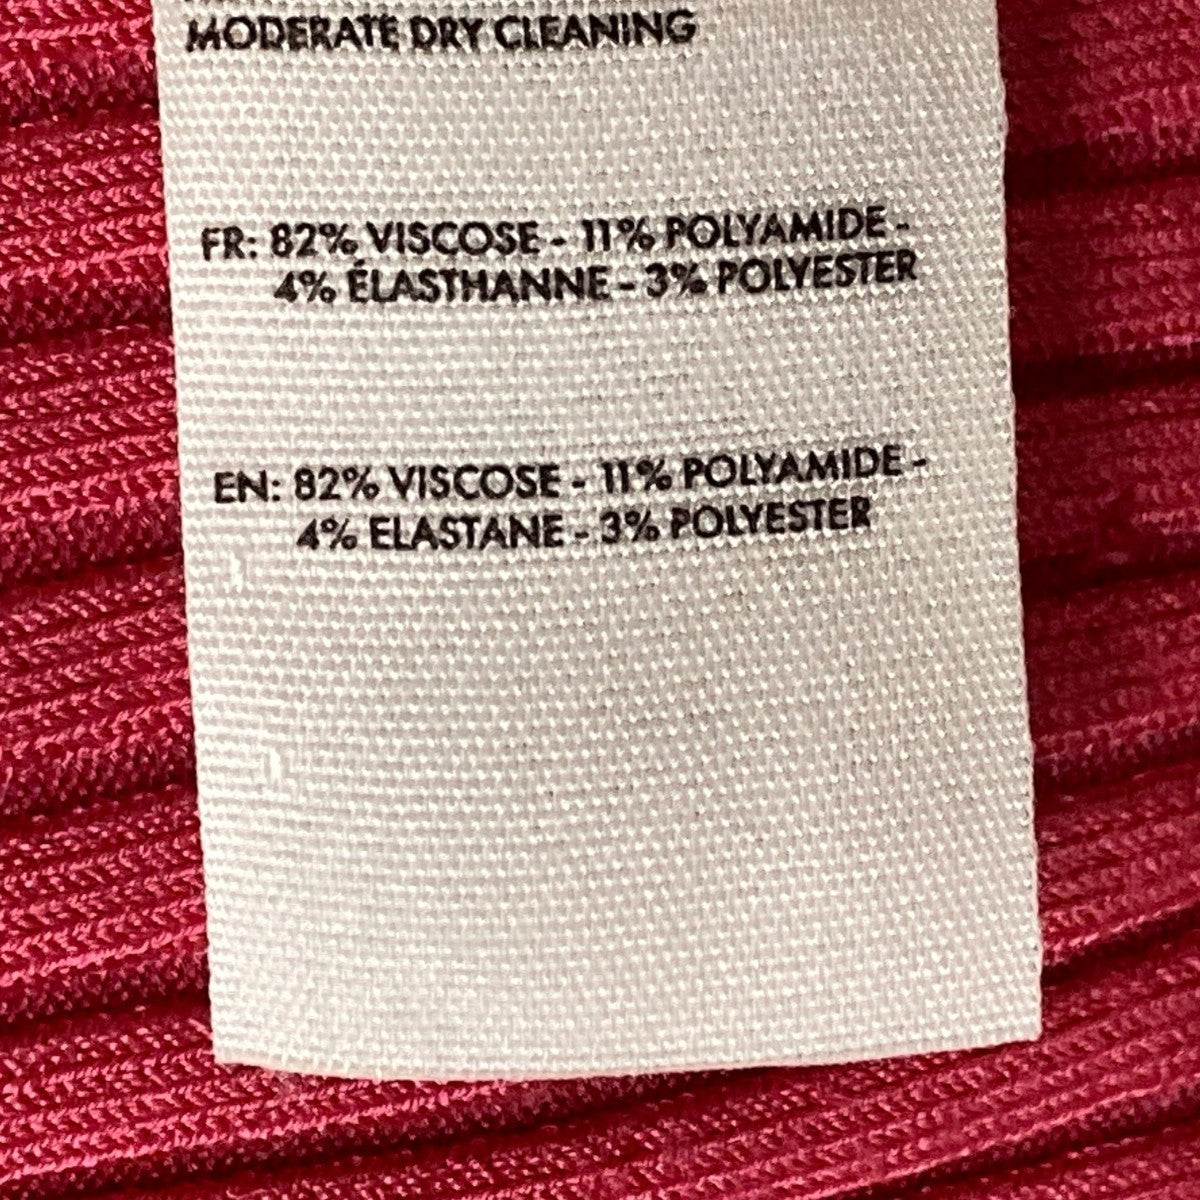 MODERATE DRY CLEANING
FR: 82% VISCOSE - 11% POLYAMIDE -
4% ÉLASTHANNE - 3% POLYESTER
EN: 82% VISCOSE - 11% POLYAMIDE -
4% ELASTANE - 3% POLYESTER